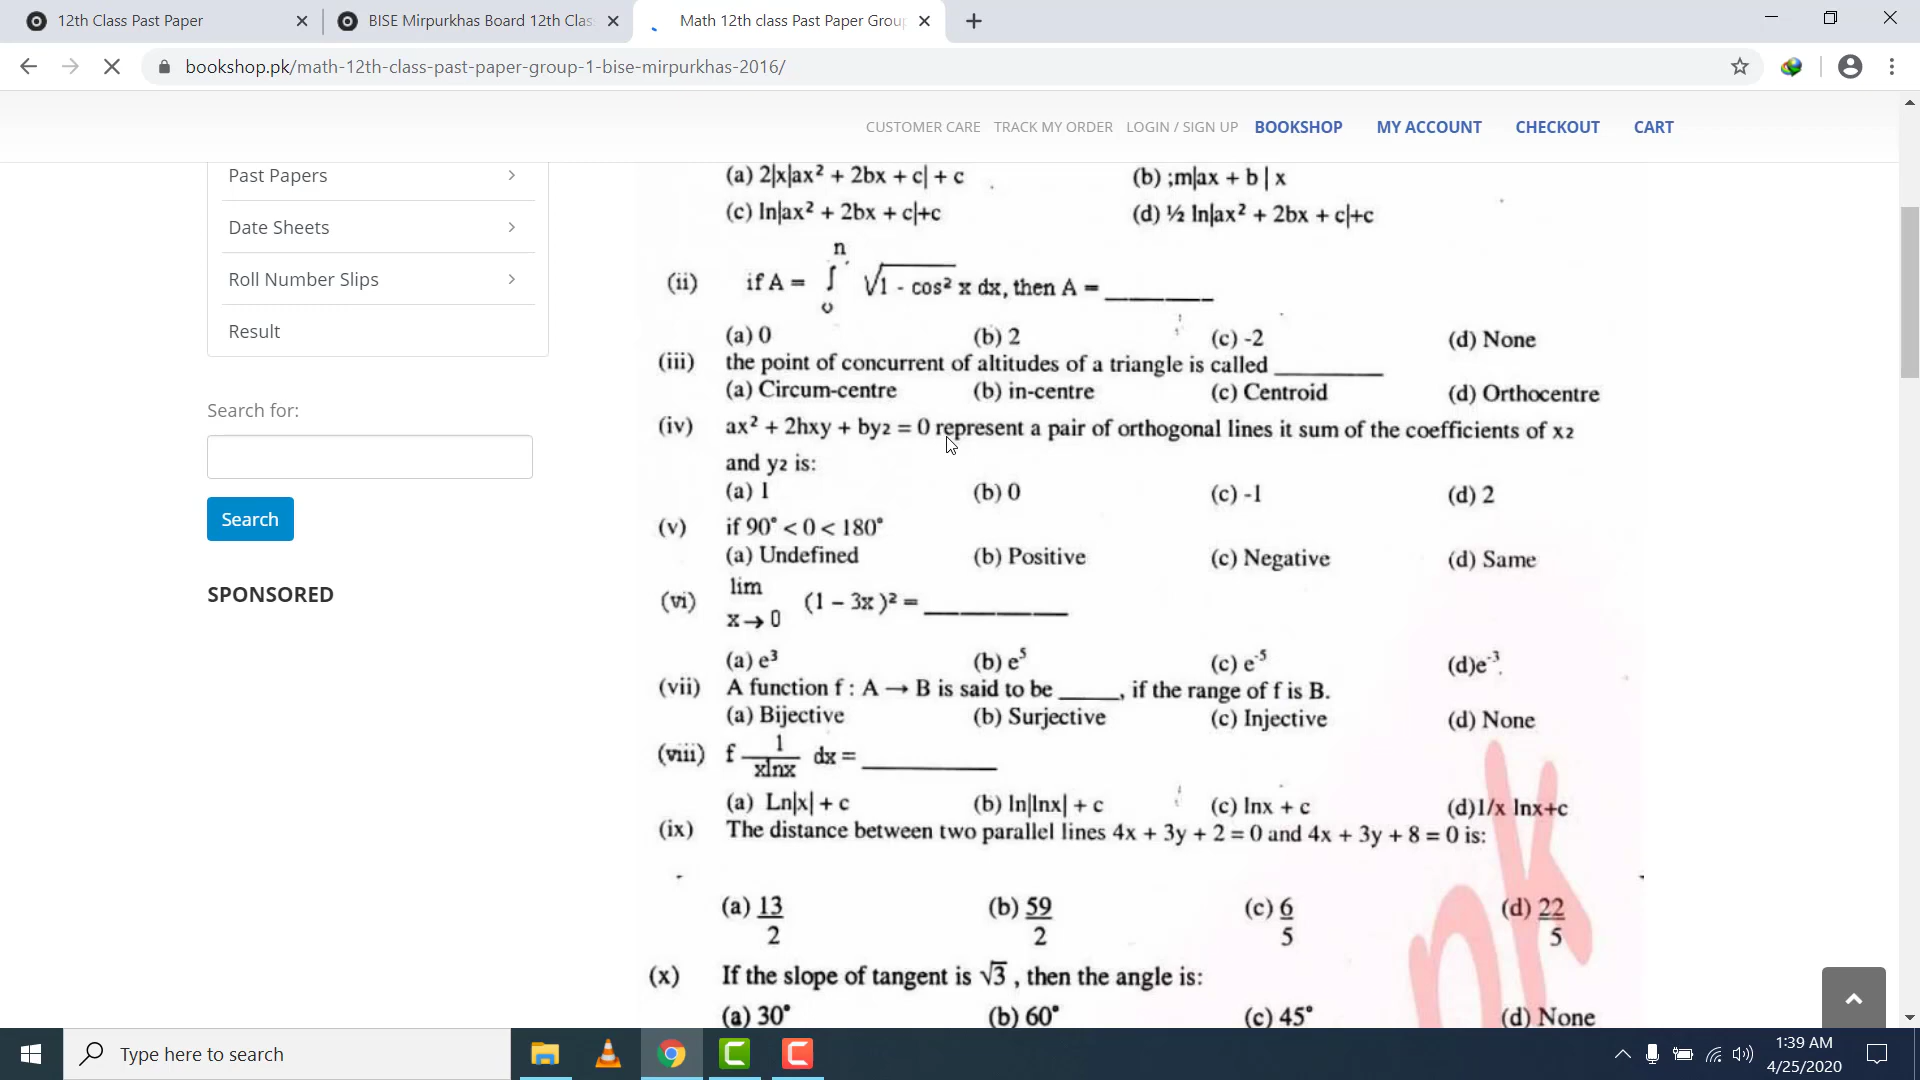 12th Class Past Paper
BISE Mirpurkhas Board 12th Clas
Math 12th class Past Paper Grou
bookshop.pk/math-12th-class-past-paper-group-1-bise-mirpurkhas-2016/
CUSTOMER CARE TRACK MY ORDER LOGIN / SIGN UP BOOKSHOP MY ACCOUNT CHECKOUT CART
Past Papers
Date Sheets
Roll Number Slips
Result
Search for:
Search
SPONSORED
(a) 2|x|ax² + 2bx + c| + c (b) ;m|ax + b | x
(c) ln|ax² + 2bx + c|+c (d) ½ ln|ax² + 2bx + c|+c
n
(ii) if A = ∫ √1 - cos² x dx, then A = ________
0
(a) 0 (b) 2 (c) -2 (d) None
(iii) the point of concurrent of altitudes of a triangle is called ________
(a) Circum-centre (b) in-centre (c) Centroid (d) Orthocentre
(iv) ax² + 2hxy + by2 = 0 represent a pair of orthogonal lines it sum of the coefficients of x2
and y2 is:
(a) 1 (b) 0 (c) -1 (d) 2
(v) if 90° < 0 < 180°
(a) Undefined (b) Positive (c) Negative (d) Same
lim
(vi) (1 – 3x )² = __________
x→0
(a) e³ (b) e⁵ (c) e⁻⁵ (d)e⁻³.
(vii) A function f : A → B is said to be _____, if the range of f is B.
(a) Bijective (b) Surjective (c) Injective (d) None
1
(viii) f ——— dx = __________
xlnx
(a) Ln|x| + c (b) ln|lnx| + c (c) lnx + c (d)1/x lnx+c
(ix) The distance between two parallel lines 4x + 3y + 2 = 0 and 4x + 3y + 8 = 0 is:
(a) 13 (b) 59 (c) 6 (d) 22
2 2 5 5
(x) If the slope of tangent is √3 , then the angle is:
(a) 30° (b) 60° (c) 45° (d) None
nk
Type here to search
1:39 AM
4/25/2020